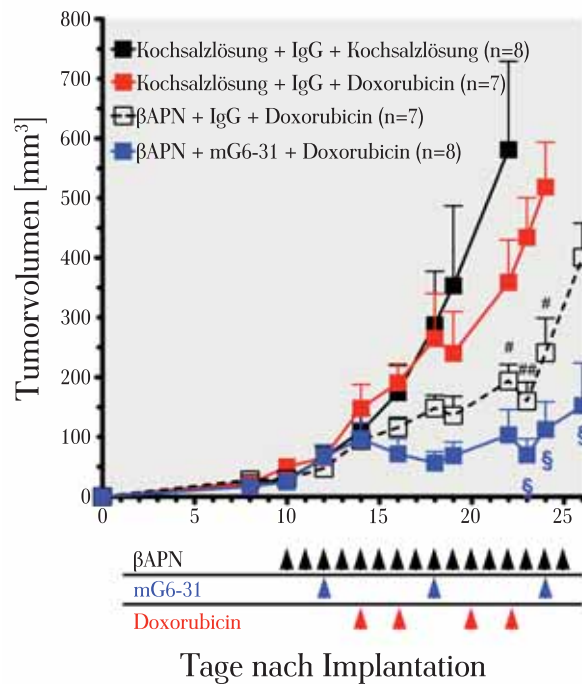 800
700
600
500
400
300
200
100
0
Tumorvolumen [mm³]
Kochsalzlösung + IgG + Kochsalzlösung (n=8)
Kochsalzlösung + IgG + Doxorubicin (n=7)
βAPN + IgG + Doxorubicin (n=7)
βAPN + mG6-31 + Doxorubicin (n=8)
# ## #
§ § §
0 5 10 15 20 25
βAPN
mG6-31
Doxorubicin
Tage nach Implantation